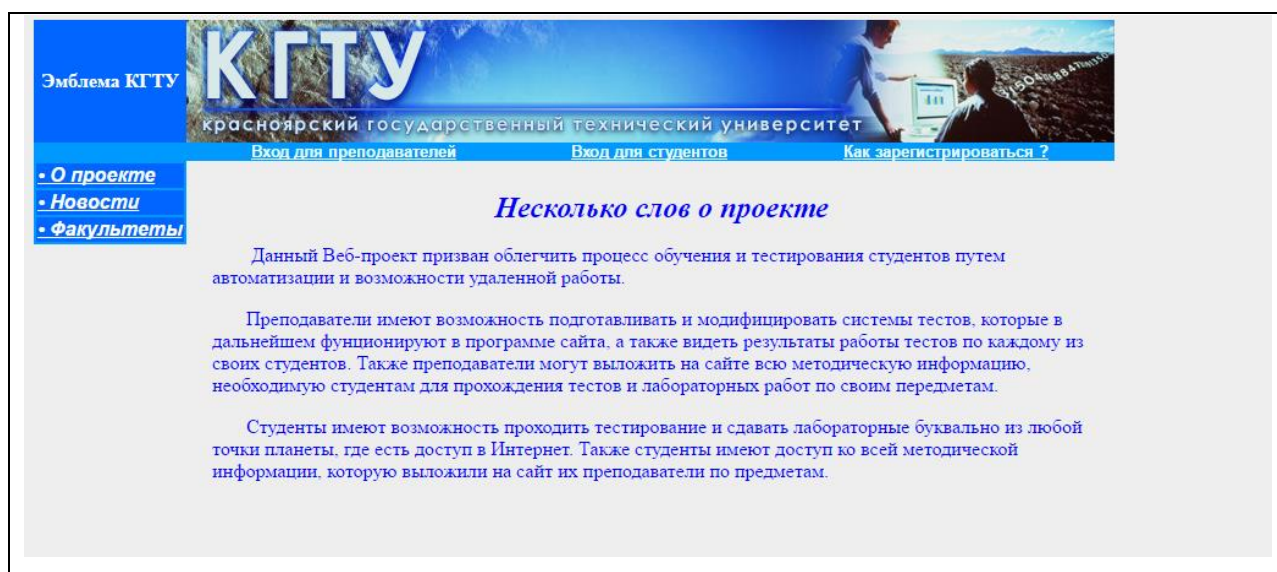 Эмблема КГТУ
КГТУ
красноярский государственный технический университет
Вход для преподавателей Вход для студентов Как зарегистрироваться ?
• О проекте
• Новости
• Факультеты
Несколько слов о проекте
Данный Веб-проект призван облегчить процесс обучения и тестирования студентов путем
автоматизации и возможности удаленной работы.
Преподаватели имеют возможность подготавливать и модифицировать системы тестов, которые в
дальнейшем фунционируют в программе сайта, а также видеть результаты работы тестов по каждому из
своих студентов. Также преподаватели могут выложить на сайте всю методическую информацию,
необходимую студентам для прохождения тестов и лабораторных работ по своим передметам.
Студенты имеют возможность проходить тестирование и сдавать лабораторные буквально из любой
точки планеты, где есть доступ в Интернет. Также студенты имеют доступ ко всей методической
информации, которую выложили на сайт их преподаватели по предметам.